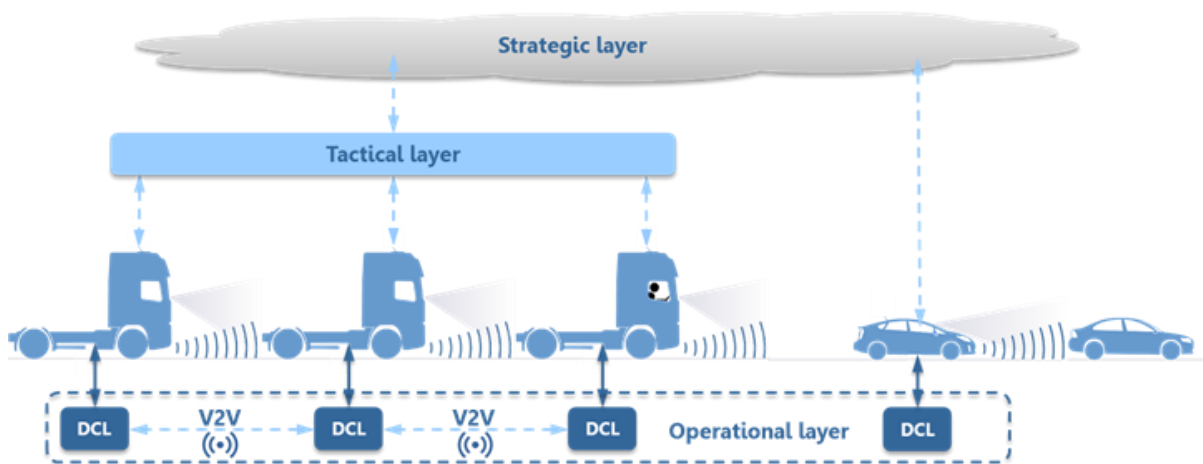 Strategic layer
Tactical layer
V2V
V2V
DCL
DCL
DCL
Operational layer
DCL